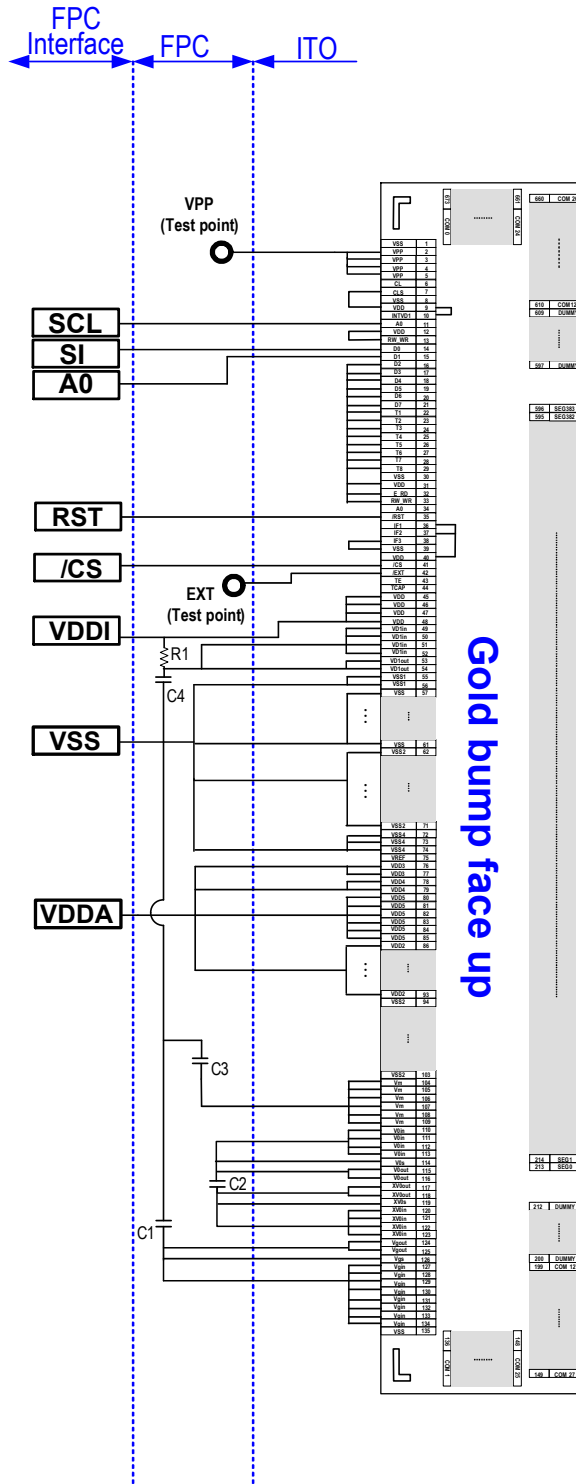 FPC
Interface
FPC
ITO
VPP
(Test point)
SCL
SI
A0
RST
/CS
EXT
(Test point)
VDDI
R1
C4
VSS
VDDA
C3
C2
C1
673 COM 0
661 COM 24
VSS 1
VPP 2
VPP 3
VPP 4
VPP 5
CL 6
CLS 7
VSS 8
VDD 9
INTVD1 10
A0 11
VDD 12
RW_WR 13
D0 14
D1 15
D2 16
D3 17
D4 18
D5 19
D6 20
D7 21
T1 22
T2 23
T3 24
T4 25
T5 26
T6 27
T7 28
T8 29
VSS 30
VDD 31
E_RD 32
RW_WR 33
A0 34
/RST 35
IF1 36
IF2 37
IF3 38
VSS 39
VDD 40
/CS 41
/EXT 42
TE 43
TCAP 44
VDD 45
VDD 46
VDD 47
VDD 48
VD1in 49
VD1in 50
VD1in 51
VD1in 52
VD1out 53
VD1out 54
VSS1 55
VSS1 56
VSS 57
VSS 61
VSS2 62
VSS2 71
VSS4 72
VSS4 73
VSS4 74
VREF 75
VDD3 76
VDD3 77
VDD4 78
VDD4 79
VDD5 80
VDD5 81
VDD5 82
VDD5 83
VDD5 84
VDD5 85
VDD2 86
VDD2 93
VSS2 94
VSS2 103
Vm 104
Vm 105
Vm 106
Vm 107
Vm 108
Vm 109
V0in 110
V0in 111
V0in 112
V0in 113
V0s 114
V0out 115
V0out 116
XV0out 117
XV0out 118
XV0s 119
XV0in 120
XV0in 121
XV0in 122
XV0in 123
Vgout 124
Vgout 125
Vgs 126
Vgin 127
Vgin 128
Vgin 129
Vgin 130
Vgin 131
Vgin 132
Vgin 133
Vgin 134
VSS 135
136 COM 1
148 COM 25
Gold bump face up
660 COM
610 COM
609 DUMMY
597 DUMMY
596 SEG383
595 SEG382
214 SEG1
213 SEG0
212 DUMMY
200 DUMMY
199 COM
149 COM 27